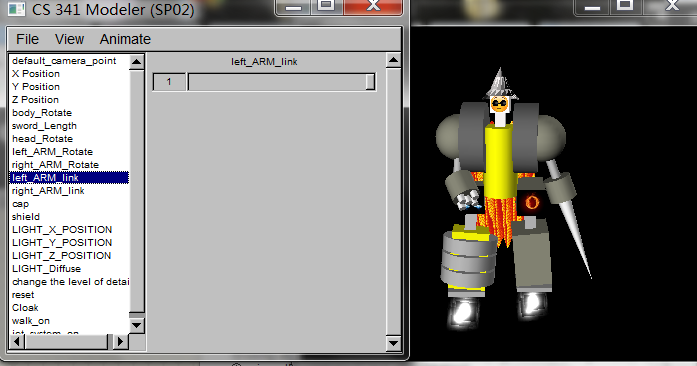 CS 341 Modeler (SP02)
File View Animate
default_camera_point
X Position
Y Position
Z Position
body_Rotate
sword_Length
head_Rotate
left_ARM_Rotate
right_ARM_Rotate
left_ARM_link
right_ARM_link
cap
shield
LIGHT_X_POSITION
LIGHT_Y_POSITION
LIGHT_Z_POSITION
LIGHT_Diffuse
change the level of detai
reset
Cloak
walk_on
jet_system_on
left_ARM_link
1